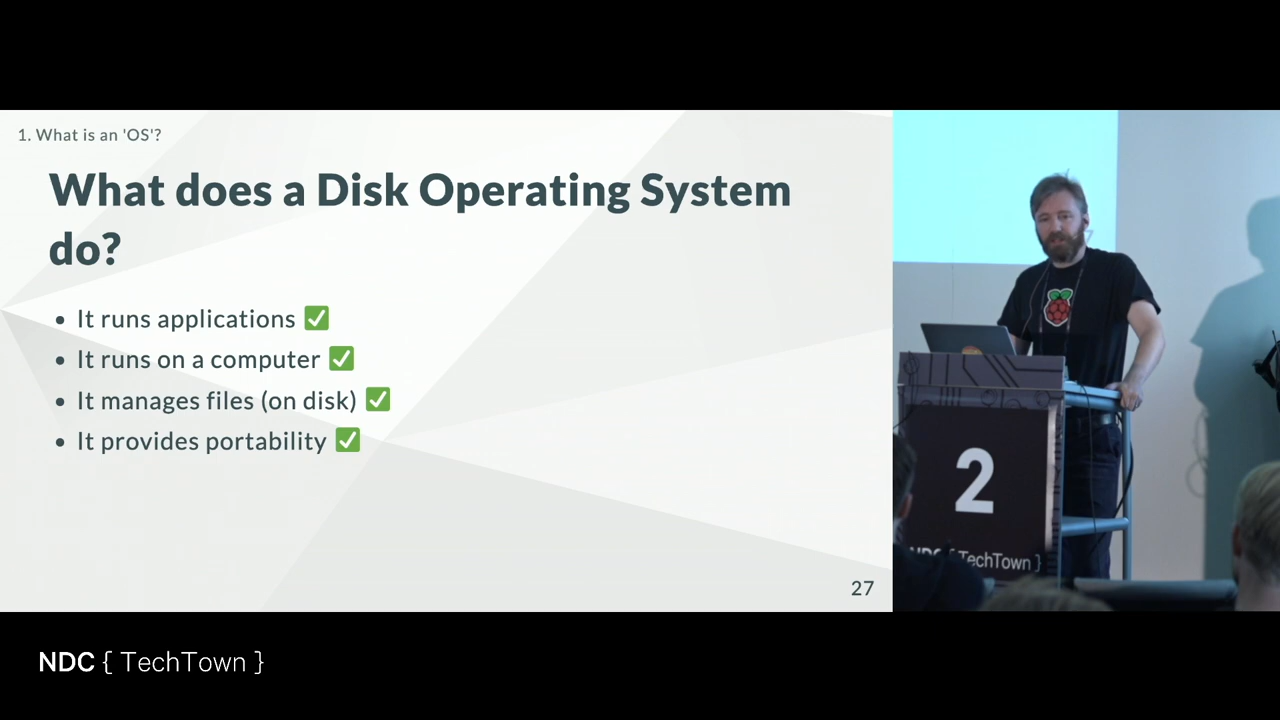 1. What is an 'OS'?
What does a Disk Operating System
do?
• It runs applications ✅
• It runs on a computer ✅
• It manages files (on disk) ✅
• It provides portability ✅
27
2
NDC { TechTown }
NDC { TechTown }